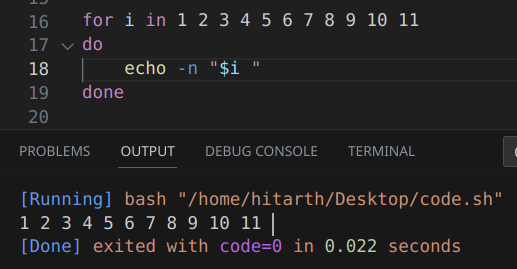 16 for i in 1 2 3 4 5 6 7 8 9 10 11
17 do
18 echo -n "$i "
19 done
20
PROBLEMS OUTPUT DEBUG CONSOLE TERMINAL
[Running] bash "/home/hitarth/Desktop/code.sh"
1 2 3 4 5 6 7 8 9 10 11
[Done] exited with code=0 in 0.022 seconds